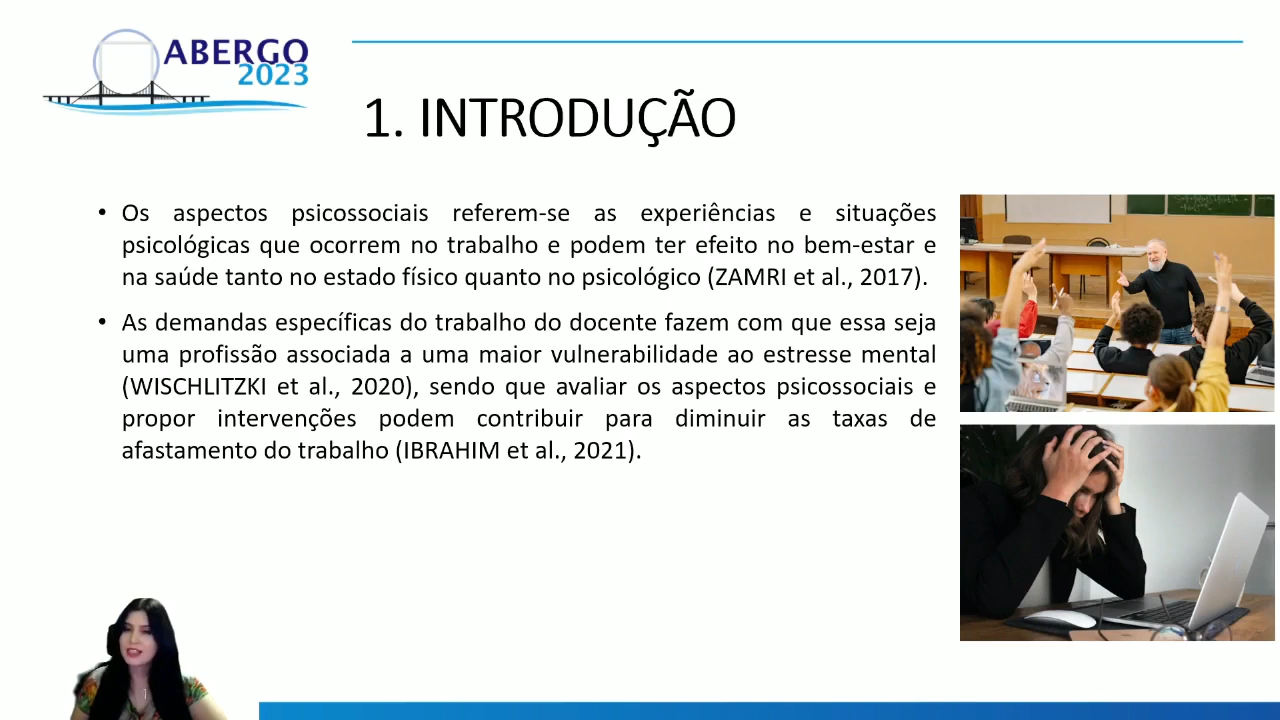 ABERGO
2023
1. INTRODUÇÃO
• Os aspectos psicossociais referem-se as experiências e situações
psicológicas que ocorrem no trabalho e podem ter efeito no bem-estar e
na saúde tanto no estado físico quanto no psicológico (ZAMRI et al., 2017).
• As demandas específicas do trabalho do docente fazem com que essa seja
uma profissão associada a uma maior vulnerabilidade ao estresse mental
(WISCHLITZKI et al., 2020), sendo que avaliar os aspectos psicossociais e
propor intervenções podem contribuir para diminuir as taxas de
afastamento do trabalho (IBRAHIM et al., 2021).